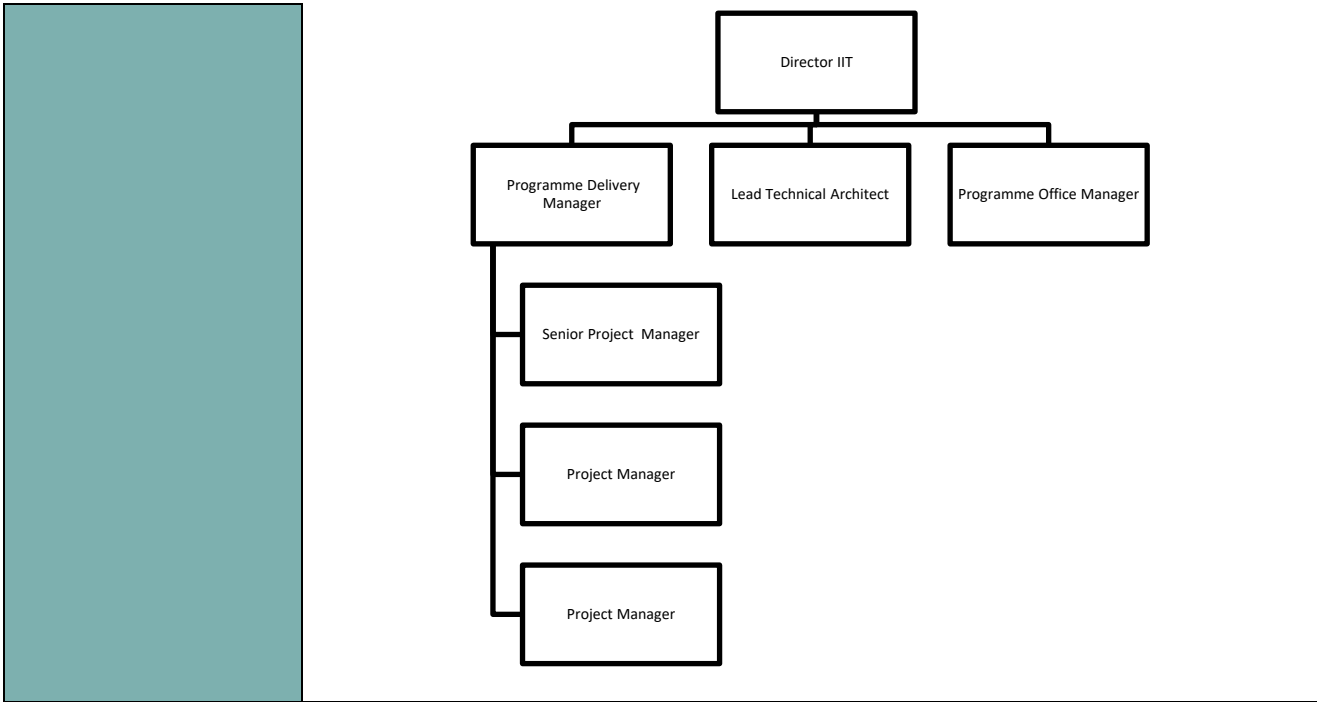 Director IIT
Programme Delivery
Manager
Lead Technical Architect
Programme Office Manager
Senior Project  Manager
Project Manager
Project Manager